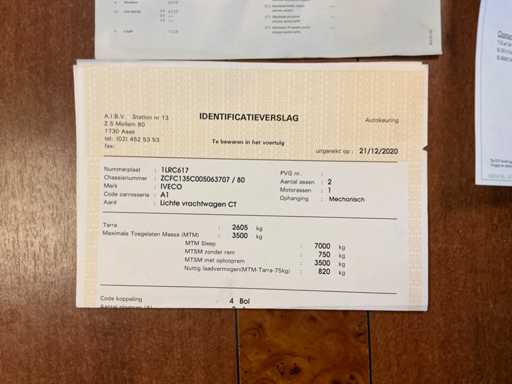 IDENTIFICATIEVERSLAG
Autokeuring
A.I.B.V. Station nr 13
Z.5 Mollem 80
1730 Asse
tel: (02) 452 53 53
fax:
Te bewaren in het voertuig
uitgereikt op : 21/12/2020
Nummerplaat : 1LRC617
Chassisnummer : ZCFC135C005063707 / 80
Merk : IVECO
Code carrosserie : A1
Aard : Lichte vrachtwagen CT
PVG nr. :
Aantal assen : 2
Motorassen : 1
Ophanging : Mechanisch
Tarra : 2605 kg
Maximale Toegelaten Massa (MTM) : 3500 kg
MTM Sleep : 7000 kg
MTSM zonder rem : 750 kg
MTSM met oplooprem : 3500 kg
Nuttig laadvermogen(MTM-Tarra-75kg) : 820 kg
Code koppeling : 4 Bol